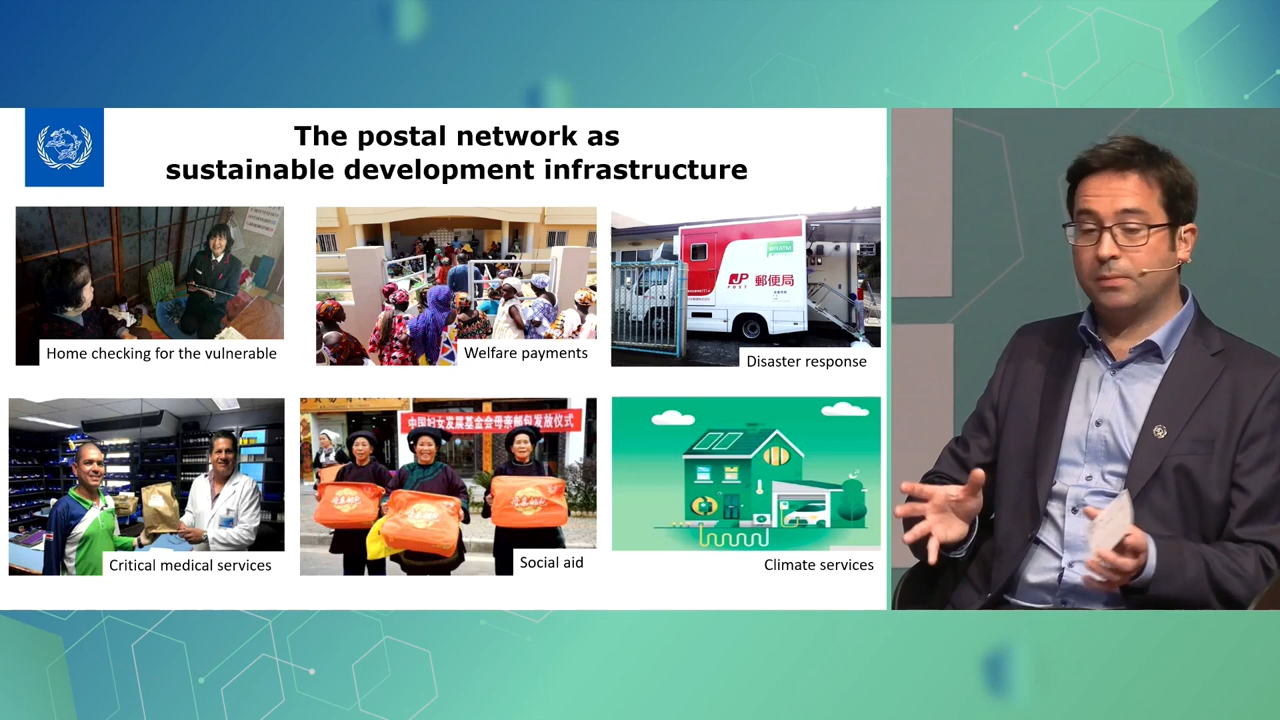 The postal network as
sustainable development infrastructure
Home checking for the vulnerable
Welfare payments
ATM
JP
POST
郵便局
Disaster response
中国妇女发展基金会母亲邮包发放仪式
Critical medical services
Social aid
Climate services